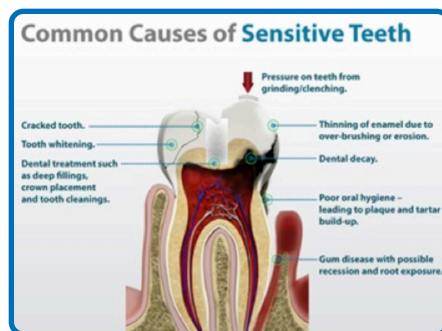 Common Causes of Sensitive Teeth
Pressure on teeth from
grinding/clenching.
Cracked tooth.
Tooth whitening.
Dental treatment such
as deep fillings,
crown placement
and tooth cleanings.
Thinning of enamel due to
over-brushing or erosion.
Dental decay.
Poor oral hygiene –
leading to plaque and tartar
build-up.
Gum disease with possible
recession and root exposure.